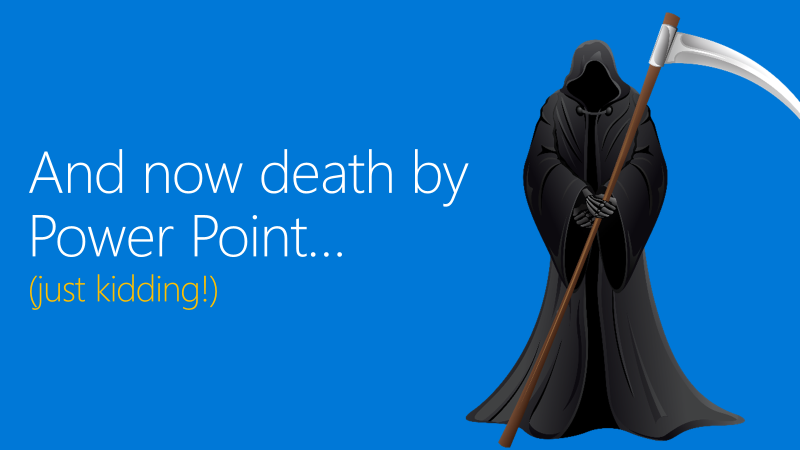 And now death by
Power Point...
(just kidding!)